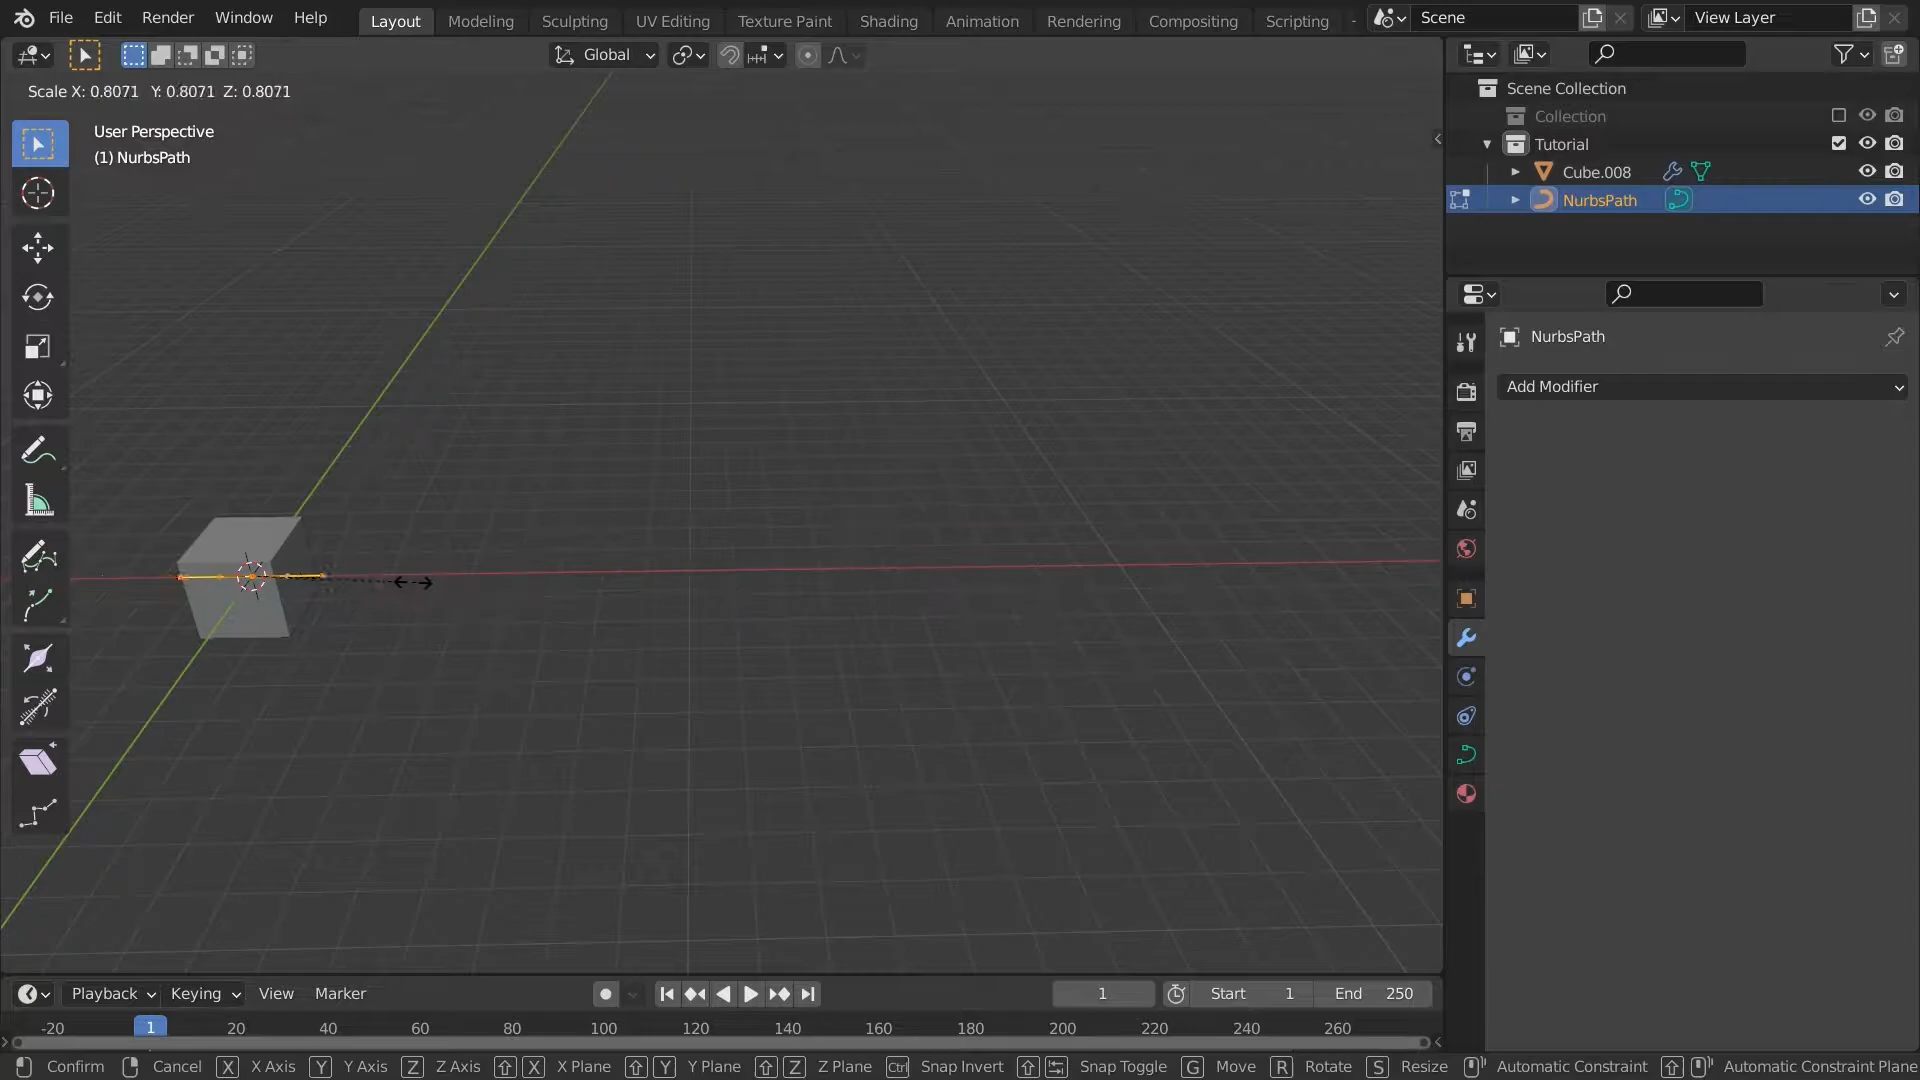 File Edit Render Window Help Layout Modeling Sculpting UV Editing Texture Paint Shading Animation Rendering Compositing Scripting Scene View Layer
Global
Scale X: 0.8071 Y: 0.8071 Z: 0.8071
User Perspective
(1) NurbsPath
Scene Collection
Collection
Tutorial
Cube.008
NurbsPath
NurbsPath
Add Modifier
Playback Keying View Marker 1 Start 1 End 250
-20 1 20 40 60 80 100 120 140 160 180 200 220 240 260
Confirm Cancel X X Axis Y Y Axis Z Z Axis X X Plane Y Y Plane Z Z Plane Ctrl Snap Invert Snap Toggle G Move R Rotate S Resize Automatic Constraint Automatic Constraint Plane